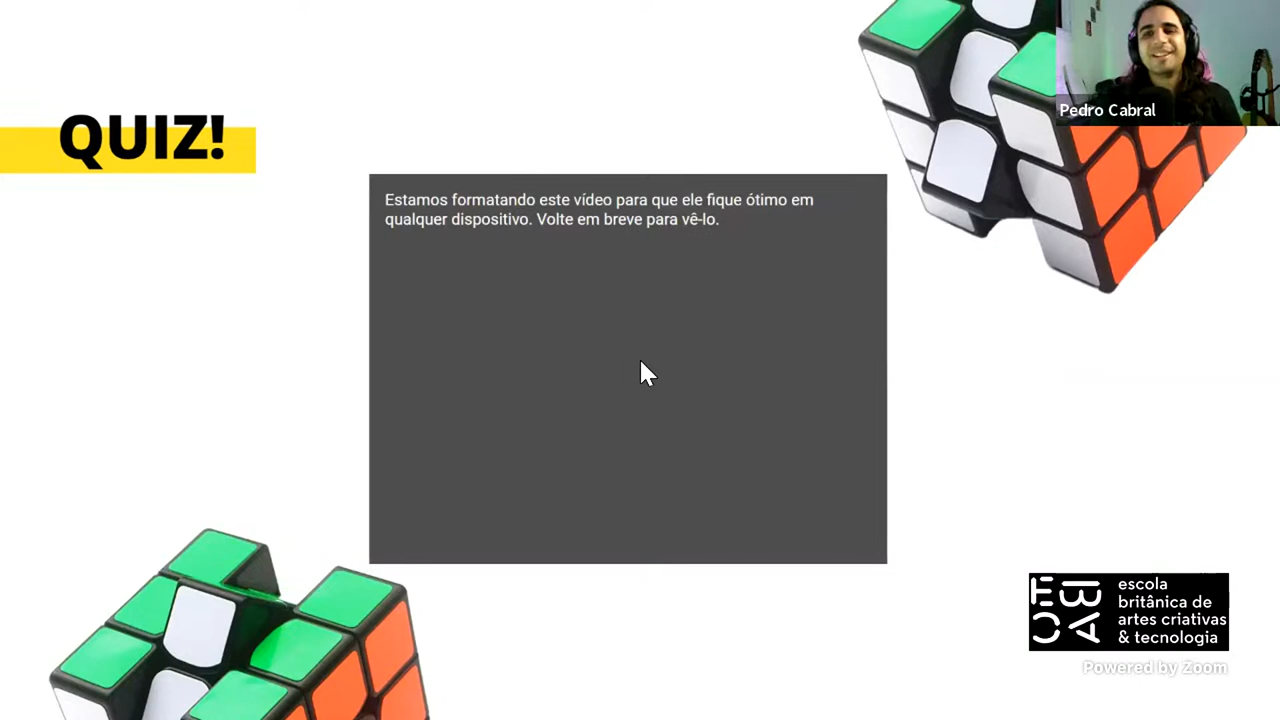 Pedro Cabral
QUIZ!
Estamos formatando este vídeo para que ele fique ótimo em
qualquer dispositivo. Volte em breve para vê-lo.
escola
britânica de
artes criativas
& tecnologia
Powered by Zoom